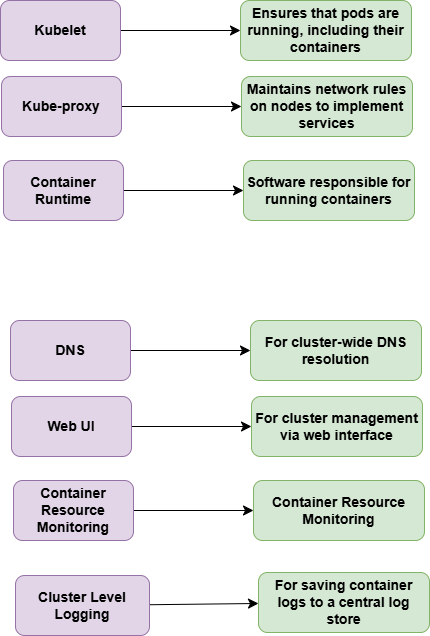 Kubelet
Ensures that pods are
running, including their
containers
Kube-proxy
Maintains network rules
on nodes to implement
services
Container
Runtime
Software responsible for
running containers
DNS
For cluster-wide DNS
resolution
Web UI
For cluster management
via web interface
Container
Resource
Monitoring
Container Resource
Monitoring
Cluster Level
Logging
For saving container
logs to a central log
store